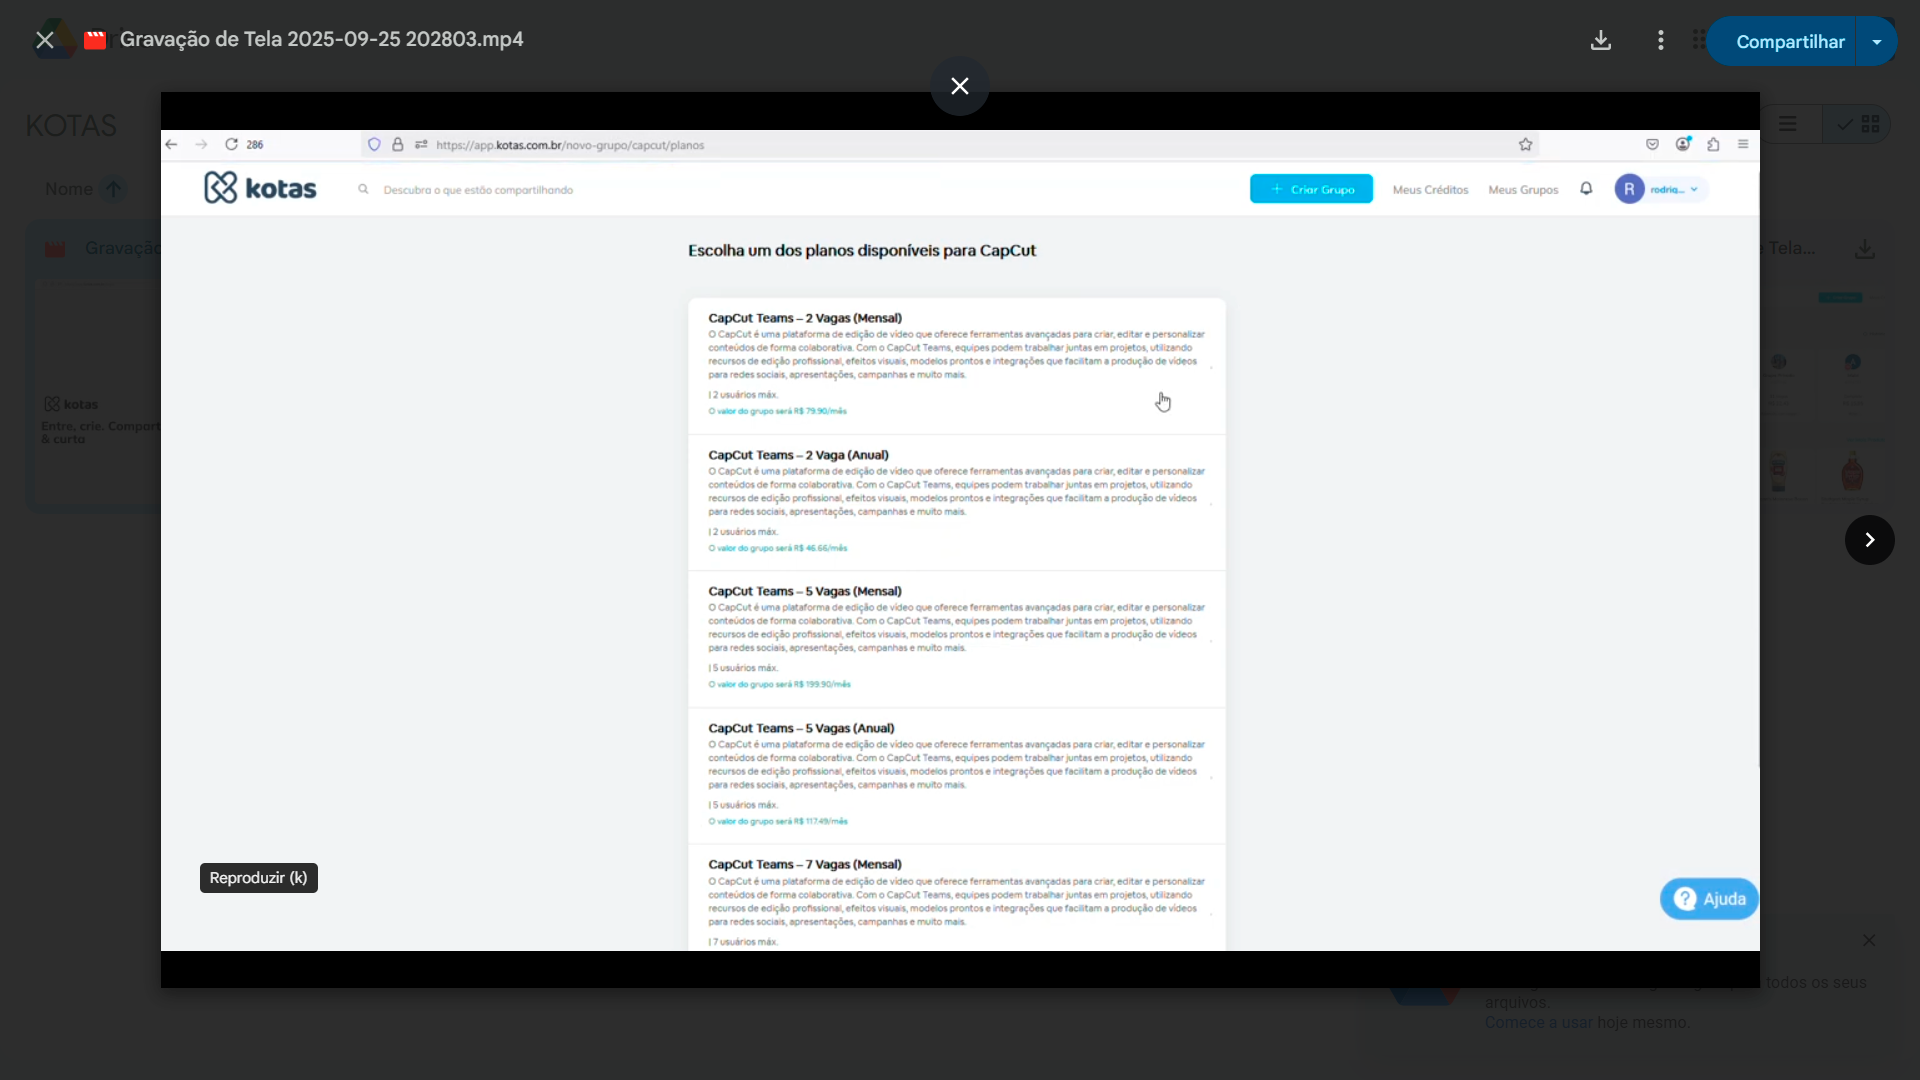 Gravação de Tela 2025-09-25 202803.mp4
Compartilhar
KOTAS
286
https://app.kotas.com.br/novo-grupo/capcut/planos
Nome
kotas
Descubra o que estão compartilhando
Criar Grupo
Meus Créditos
Meus Grupos
R
rodrig...
Gravação
Tela...
Escolha um dos planos disponíveis para CapCut
CapCut Teams – 2 Vagas (Mensal)
O CapCut é uma plataforma de edição de vídeo que oferece ferramentas avançadas para criar, editar e personalizar
conteúdos de forma colaborativa. Com o CapCut Teams, equipes podem trabalhar juntas em projetos, utilizando
recursos de edição profissional, efeitos visuais, modelos prontos e integrações que facilitam a produção de vídeos
para redes sociais, apresentações, campanhas e muito mais.
| 2 usuários máx.
O valor do grupo será R$ 79.90/mês
kotas
Entre, crie. Compart
& curta
CapCut Teams – 2 Vaga (Anual)
O CapCut é uma plataforma de edição de vídeo que oferece ferramentas avançadas para criar, editar e personalizar
conteúdos de forma colaborativa. Com o CapCut Teams, equipes podem trabalhar juntas em projetos, utilizando
recursos de edição profissional, efeitos visuais, modelos prontos e integrações que facilitam a produção de vídeos
para redes sociais, apresentações, campanhas e muito mais.
| 2 usuários máx.
O valor do grupo será R$ 46.66/mês
CapCut Teams – 5 Vagas (Mensal)
O CapCut é uma plataforma de edição de vídeo que oferece ferramentas avançadas para criar, editar e personalizar
conteúdos de forma colaborativa. Com o CapCut Teams, equipes podem trabalhar juntas em projetos, utilizando
recursos de edição profissional, efeitos visuais, modelos prontos e integrações que facilitam a produção de vídeos
para redes sociais, apresentações, campanhas e muito mais.
| 5 usuários máx.
O valor do grupo será R$ 199.90/mês
CapCut Teams – 5 Vagas (Anual)
O CapCut é uma plataforma de edição de vídeo que oferece ferramentas avançadas para criar, editar e personalizar
conteúdos de forma colaborativa. Com o CapCut Teams, equipes podem trabalhar juntas em projetos, utilizando
recursos de edição profissional, efeitos visuais, modelos prontos e integrações que facilitam a produção de vídeos
para redes sociais, apresentações, campanhas e muito mais.
| 5 usuários máx.
O valor do grupo será R$ 117.49/mês
CapCut Teams – 7 Vagas (Mensal)
O CapCut é uma plataforma de edição de vídeo que oferece ferramentas avançadas para criar, editar e personalizar
conteúdos de forma colaborativa. Com o CapCut Teams, equipes podem trabalhar juntas em projetos, utilizando
recursos de edição profissional, efeitos visuais, modelos prontos e integrações que facilitam a produção de vídeos
para redes sociais, apresentações, campanhas e muito mais.
| 7 usuários máx.
Reproduzir (k)
Ajuda
todos os seus
arquivos.
Comece a usar hoje mesmo.